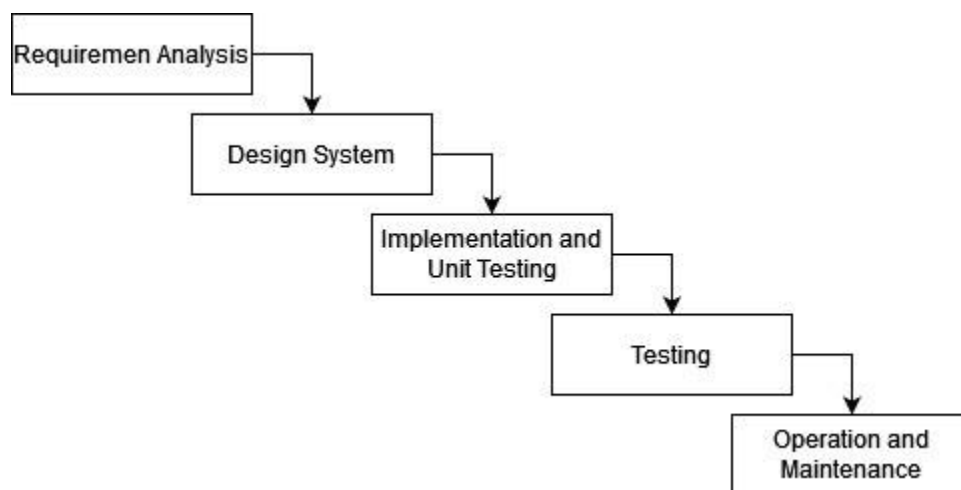 Requiremen Analysis
Design System
Implementation and
Unit Testing
Testing
Operation and
Maintenance